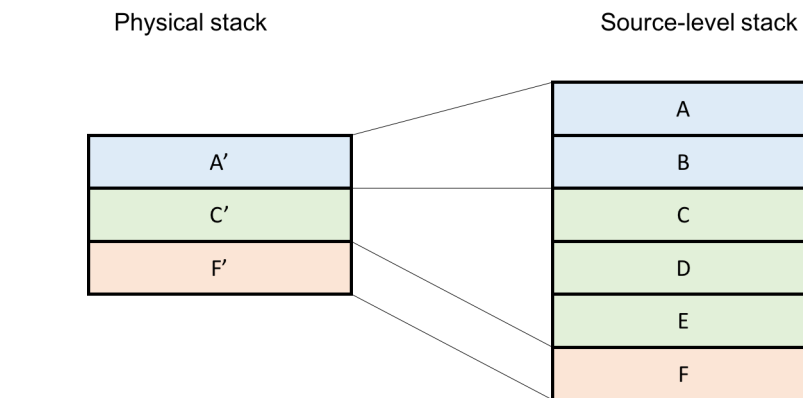 Physical stack
Source-level stack
A
A′
B
C′
C
F′
D
E
F